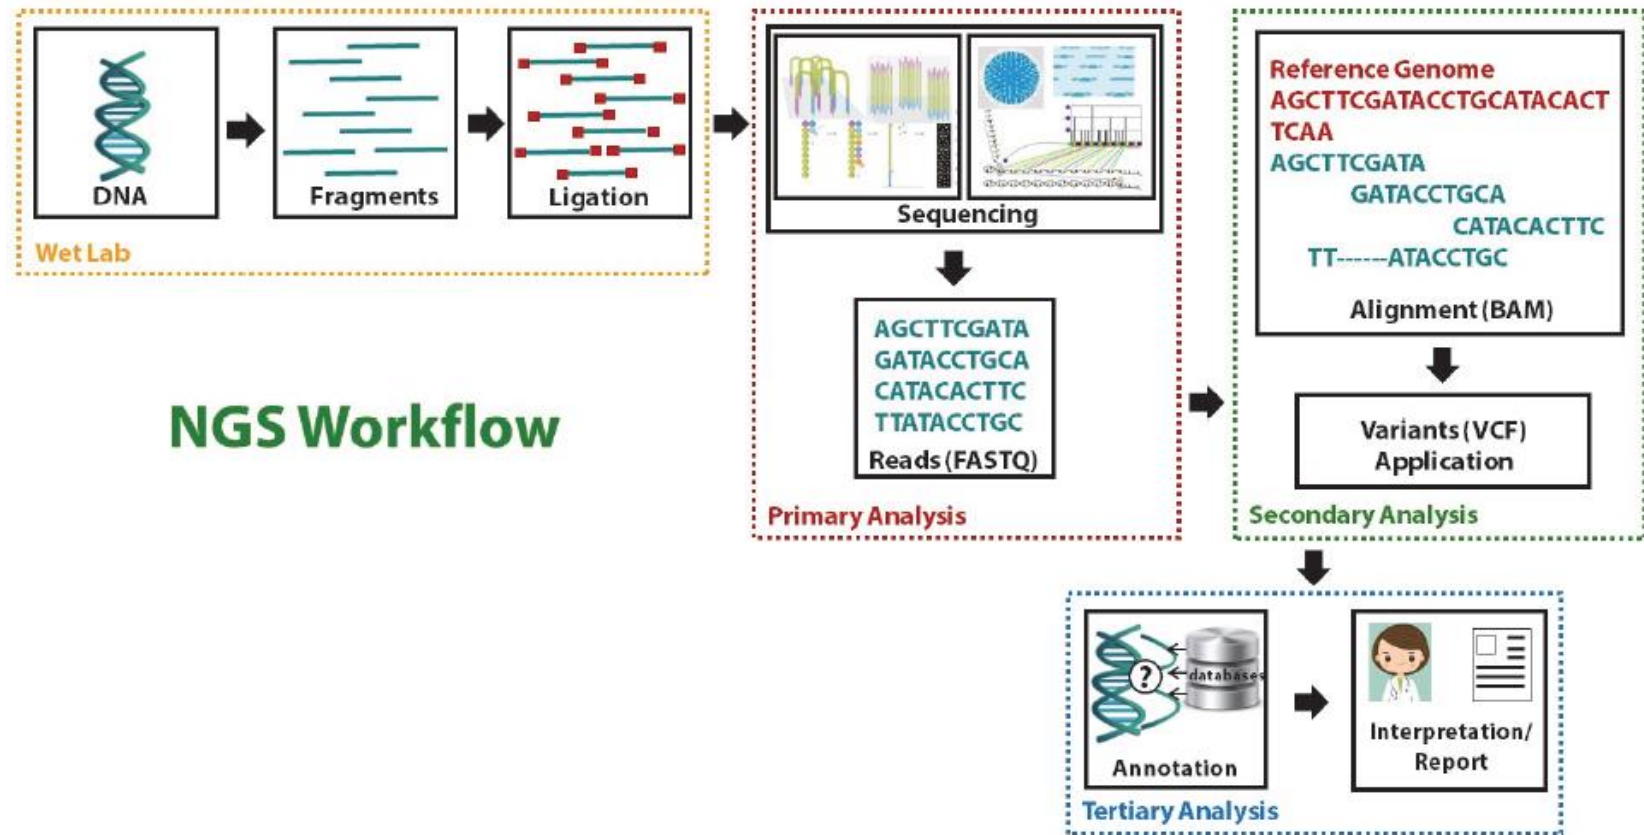 DNA
Fragments
Ligation
Wet Lab
NGS Workflow
Sequencing
AGCTTCGATA
GATACCTGCA
CATACACTTC
TTATACCTGC
Reads (FASTQ)
Primary Analysis
Reference Genome
AGCTTCGATACCTGCATACACT
TCAA
AGCTTCGATA
GATACCTGCA
CATACACTTC
TT------ATACCTGC
Alignment (BAM)
Variants (VCF)
Application
Secondary Analysis
?
databases
Annotation
Interpretation/
Report
Tertiary Analysis